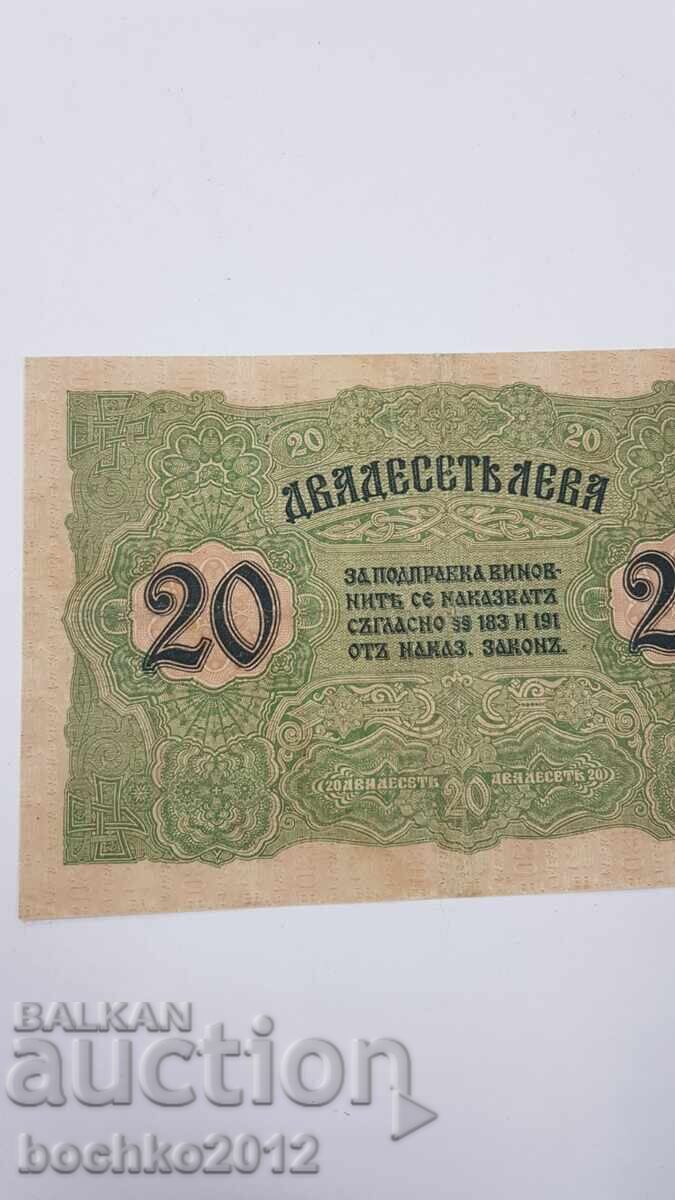 20 20
ДВАДЕСЕТЬ ЛЕВА
20
ЗА ПОДПРАВКА ВИНОВ-
НИТѢ СЕ НАКАЗВАТЪ
СЪГЛАСНО §§ 183 И 191
ОТЪ НАКАЗ. ЗАКОНЪ.
20 ДВАДЕСЕТЬ 20 ДВАДЕСЕТЬ 20
BALKAN
auction
bochko2012